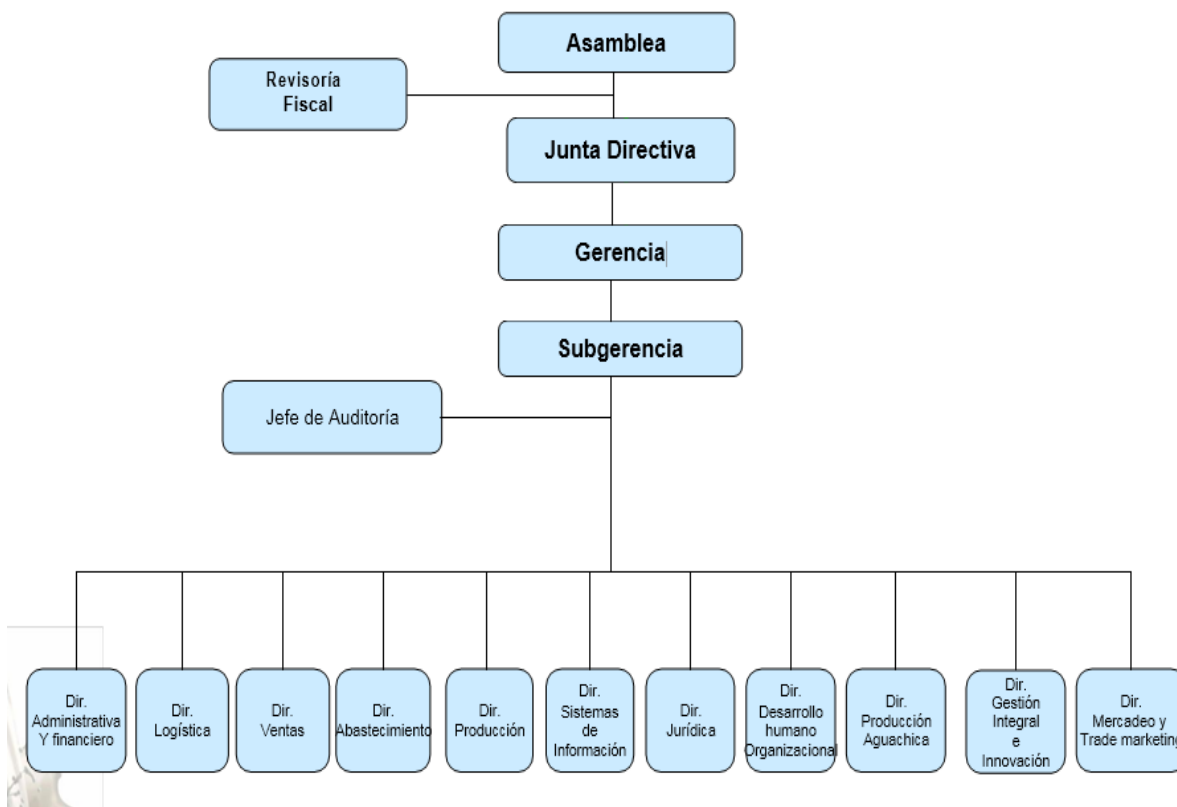 Asamblea
Revisoría
Fiscal
Junta Directiva
Gerencia
Subgerencia
Jefe de Auditoría
Dir.
Administrativa
Y financiero
Dir.
Logística
Dir.
Ventas
Dir.
Abastecimiento
Dir.
Producción
Dir.
Sistemas
de
Información
Dir.
Jurídica
Dir.
Desarrollo
humano
Organizacional
Dir.
Producción
Aguachica
Dir.
Gestión
Integral
e
Innovación
Dir.
Mercadeo y
Trade marketing